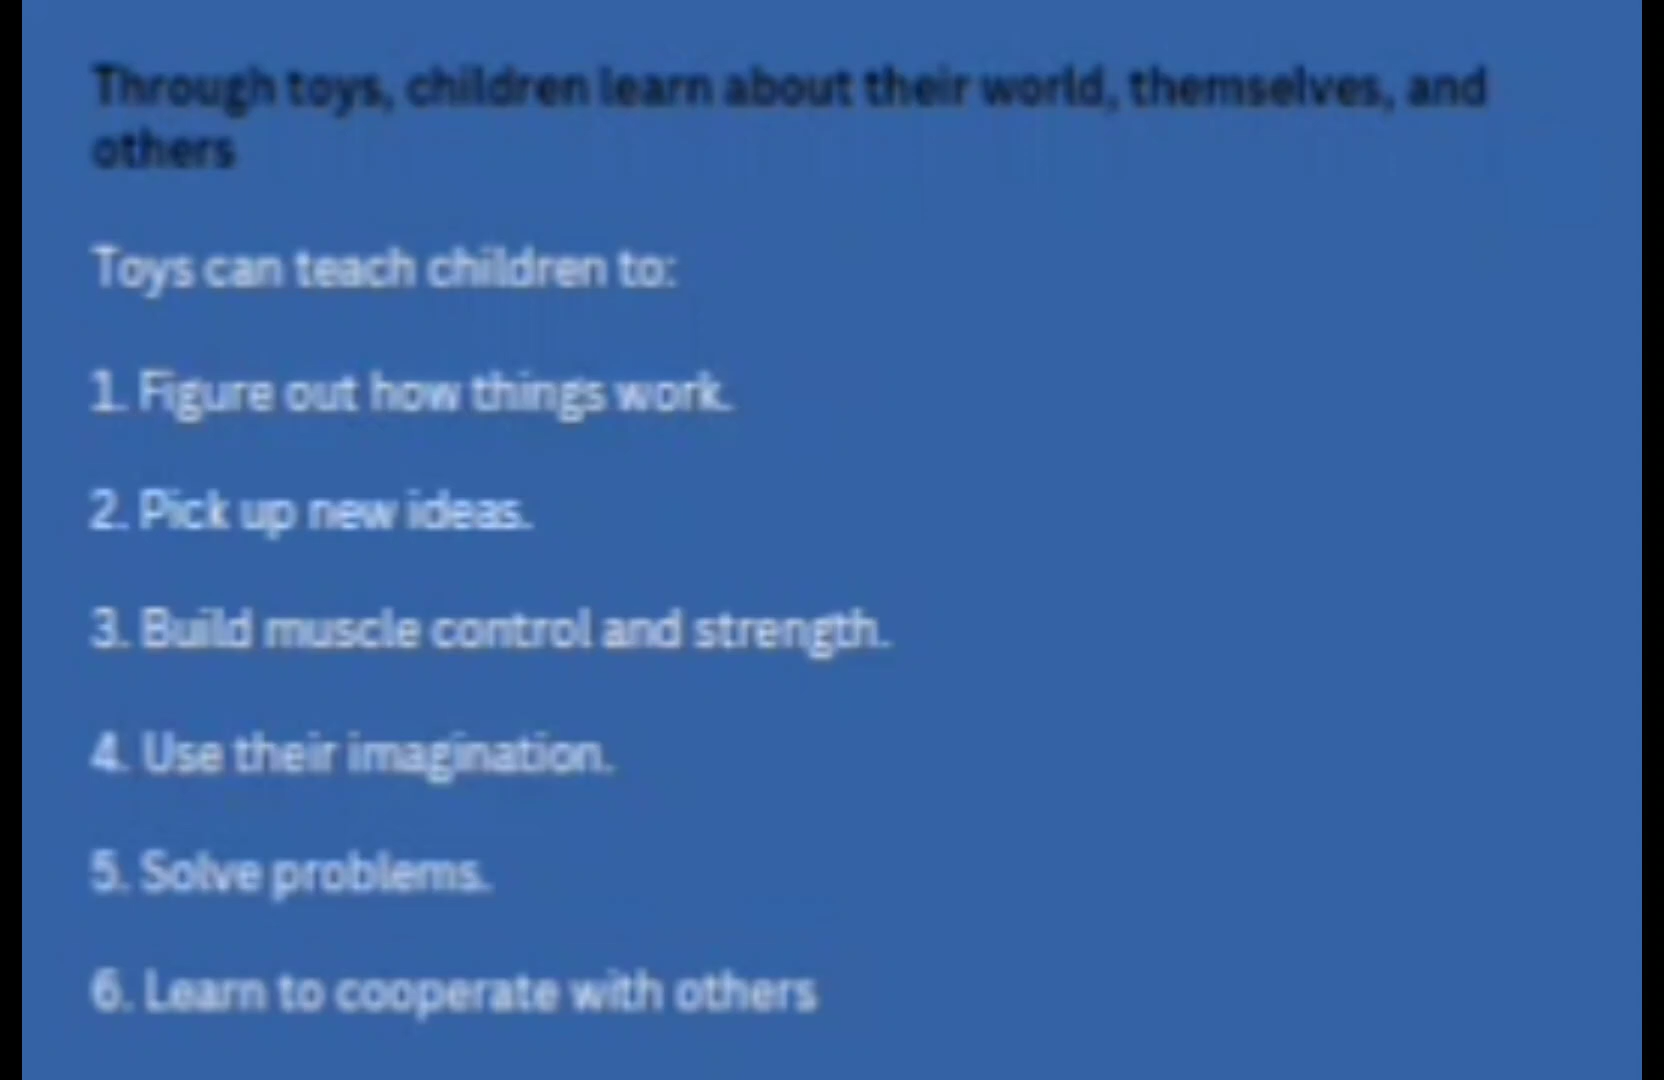 Through toys, children learn about their world, themselves, and
others
Toys can teach children to:
1. Figure out how things work.
2. Pick up new ideas.
3. Build muscle control and strength.
4. Use their imagination.
5. Solve problems.
6. Learn to cooperate with others